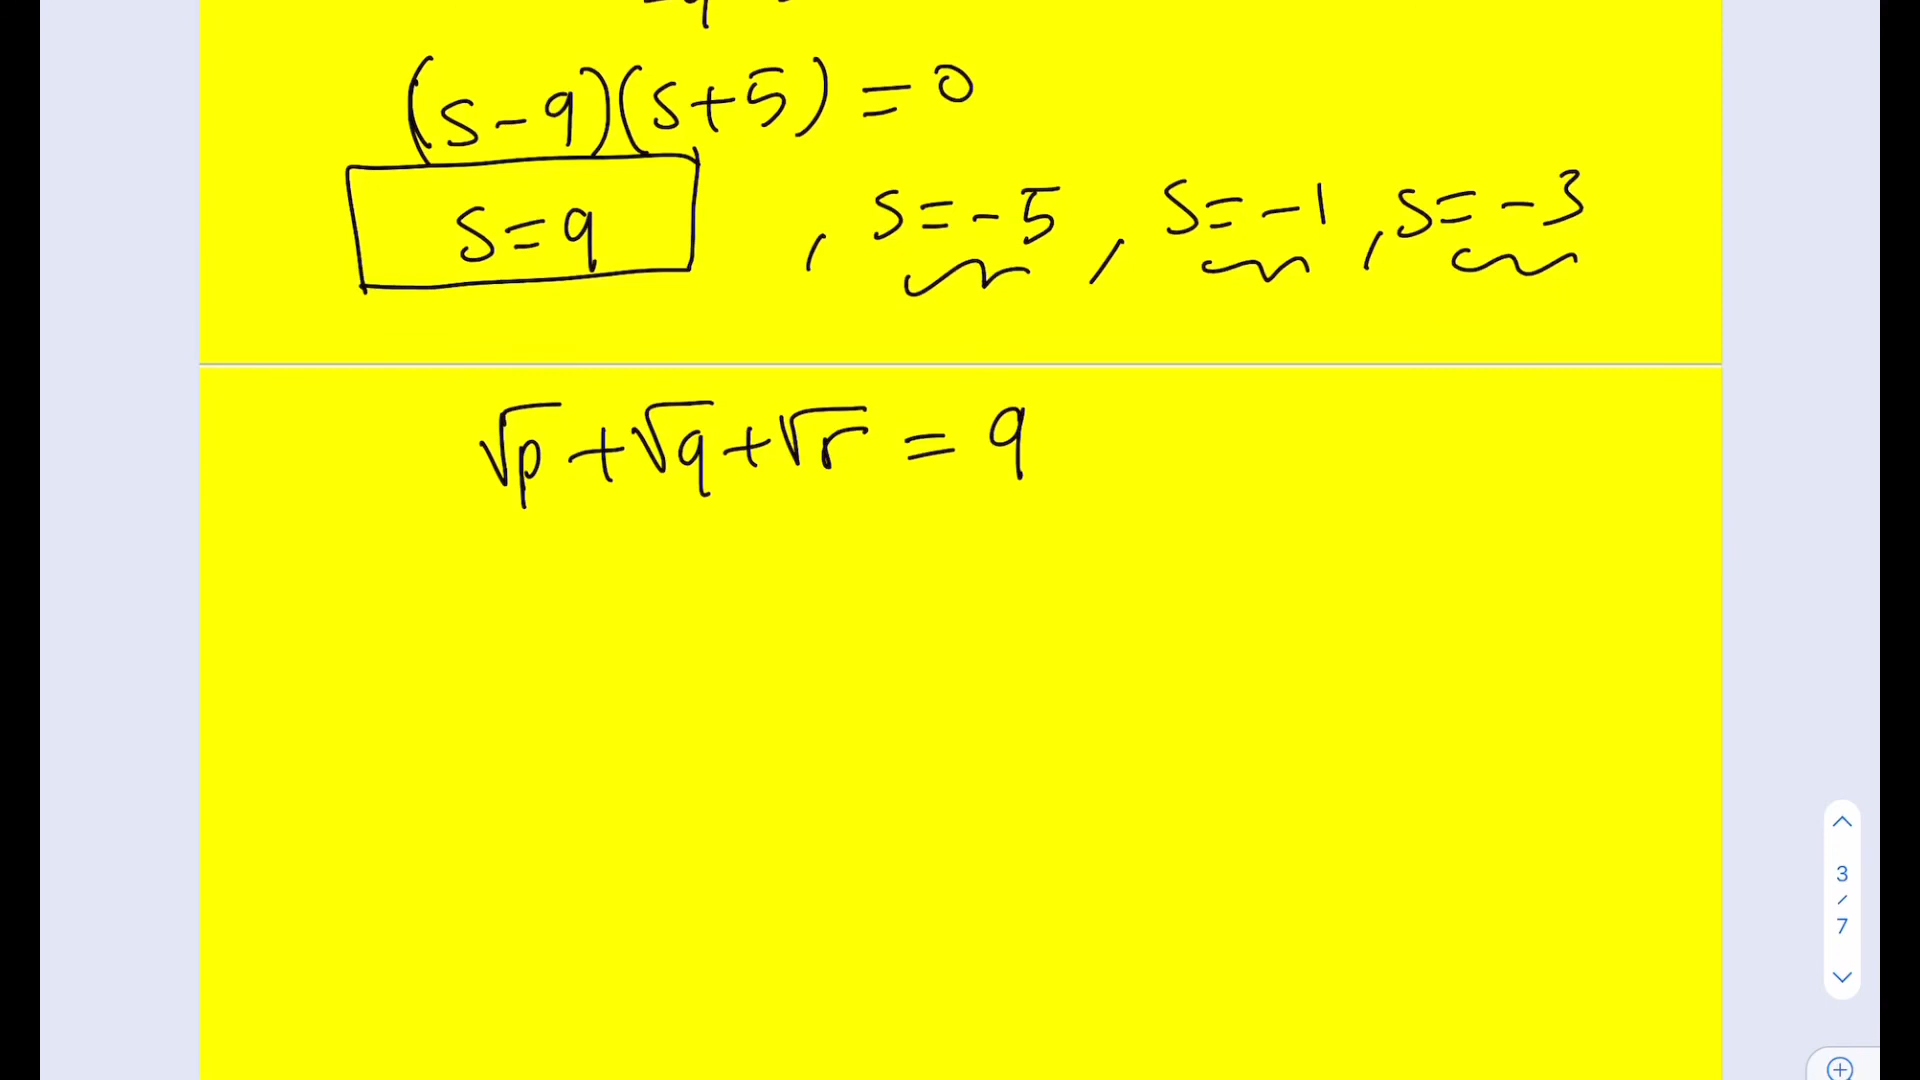 (s-9)(s+5) = 0
s=9 , s=-5 , s=-1 , s=-3
√p + √q + √r = 9
3
/
7